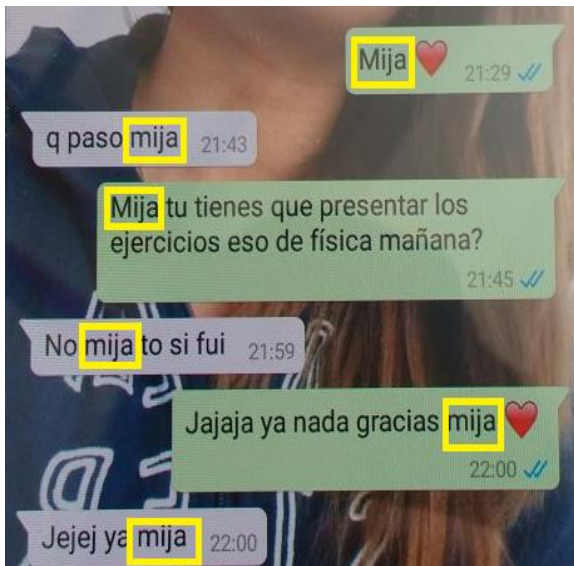 Mija ❤️ 21:29
q paso mija 21:43
Mija tu tienes que presentar los
ejercicios eso de física mañana?
21:45
No mija to si fui 21:59
Jajaja ya nada gracias mija ❤️
22:00
Jejej ya mija 22:00